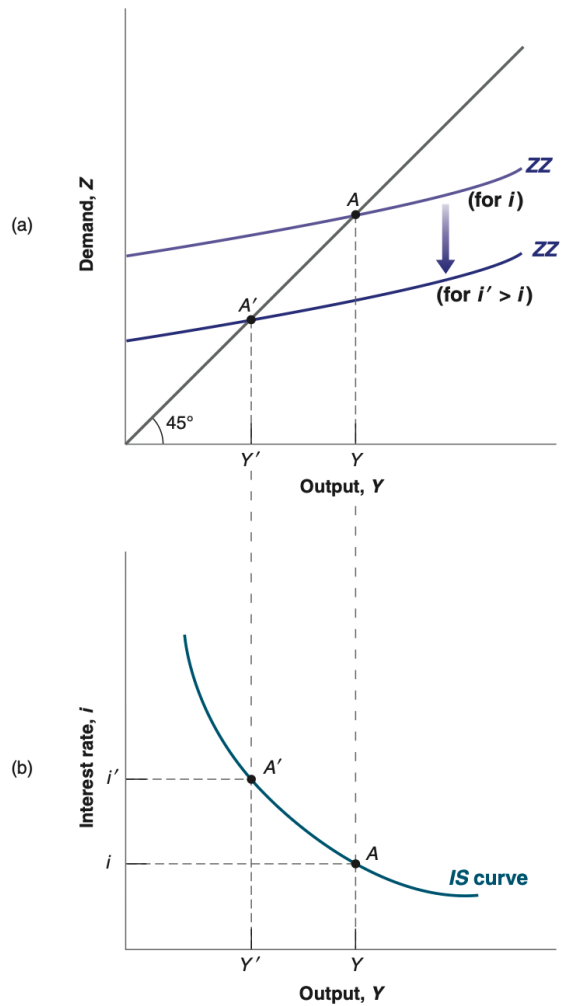 (a)
Demand, Z
ZZ
(for i)
A
ZZ
(for i′ > i)
A′
45°
Y′
Y
Output, Y
(b)
Interest rate, i
i′
A′
i
A
IS curve
Y′
Y
Output, Y